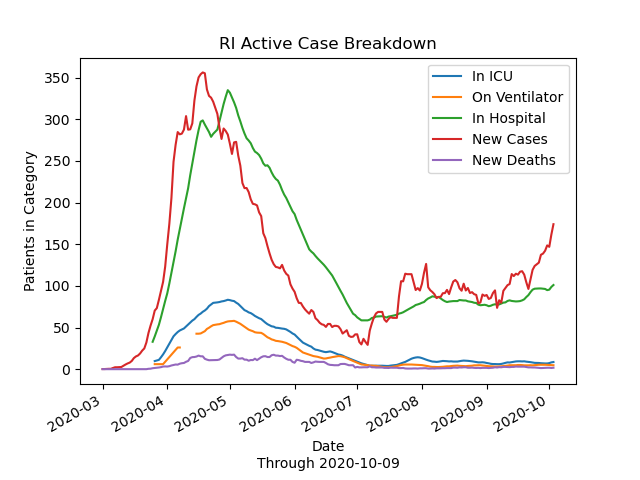 RI Active Case Breakdown
In ICU
On Ventilator
In Hospital
New Cases
New Deaths
Patients in Category
350
300
250
200
150
100
50
0
2020-03
2020-04
2020-05
2020-06
2020-07
2020-08
2020-09
2020-10
Date
Through 2020-10-09